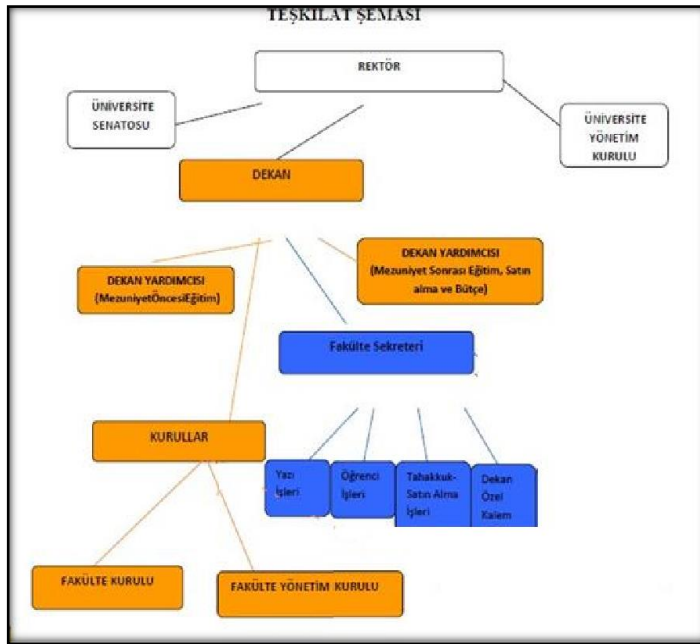 TEŞKİLAT ŞEMASI
REKTÖR
ÜNİVERSİTE
SENATOSU
ÜNİVERSİTE
YÖNETİM
KURULU
DEKAN
DEKAN YARDIMCISI
(MezuniyetÖncesiEğitim)
DEKAN YARDIMCISI
(Mezuniyet Sonrası Eğitim, Satın
alma ve Bütçe)
Fakülte Sekreteri
KURULLAR
Yazı
İşleri
Öğrenci
İşleri
Tahakkuk-
Satın Alma
İşleri
Dekan
Özel
Kalem
FAKÜLTE KURULU
FAKÜLTE YÖNETİM KURULU